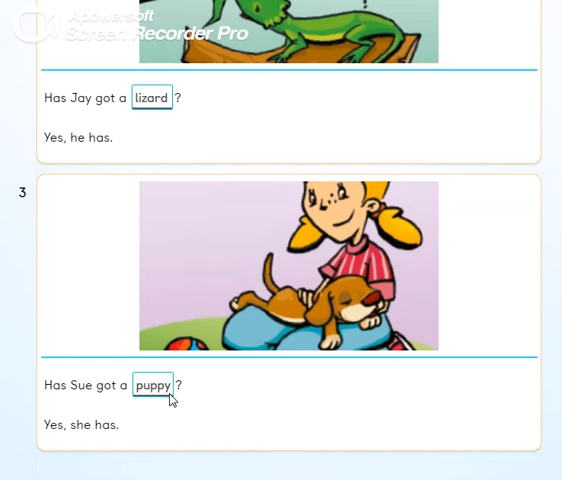 Apowersoft
Screen Recorder Pro
Has Jay got a lizard ?
Yes, he has.
3
Has Sue got a puppy ?
Yes, she has.